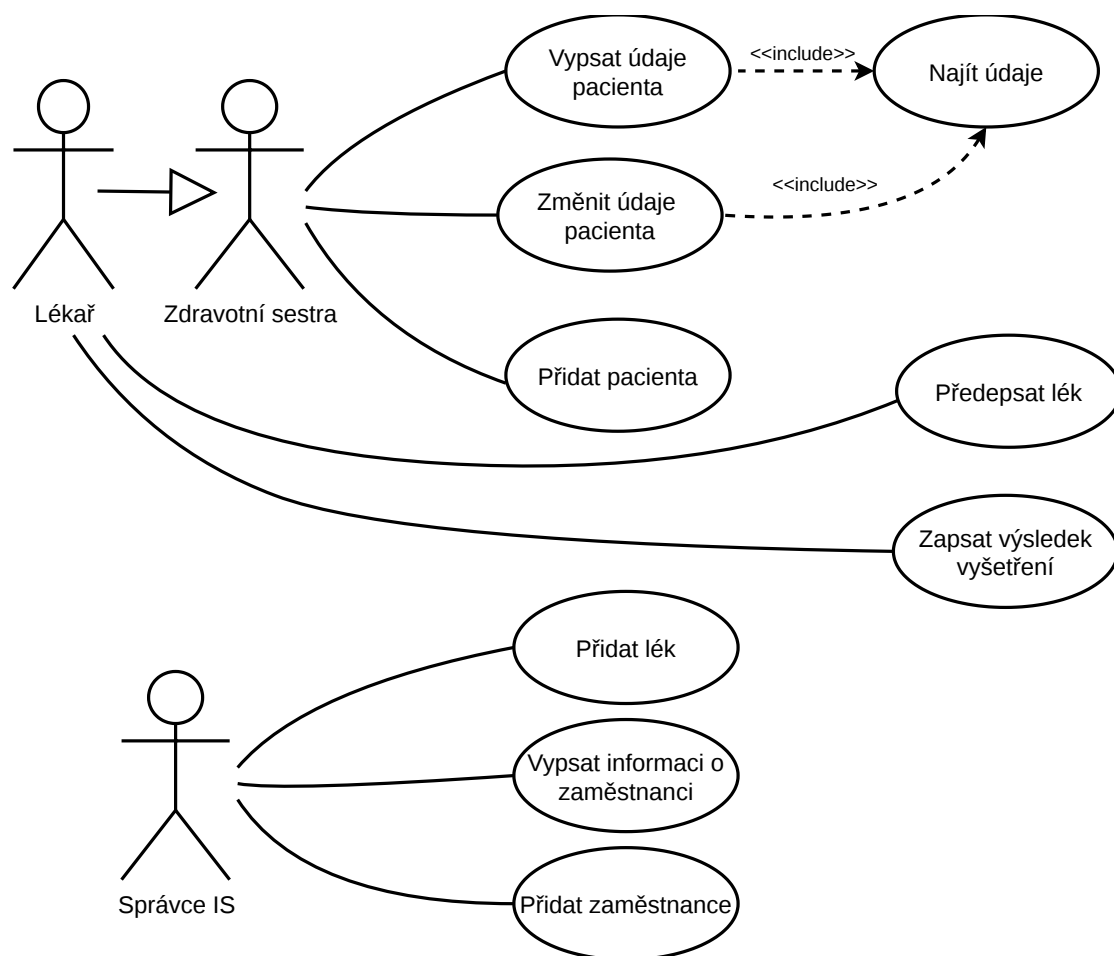 Vypsat údaje
pacienta
<<include>>
Najít údaje
Změnit údaje
pacienta
<<include>>
Lékař
Zdravotní sestra
Přidat pacienta
Předepsat lék
Zapsat výsledek
vyšetření
Přidat lék
Vypsat informaci o
zaměstnanci
Správce IS
Přidat zaměstnance